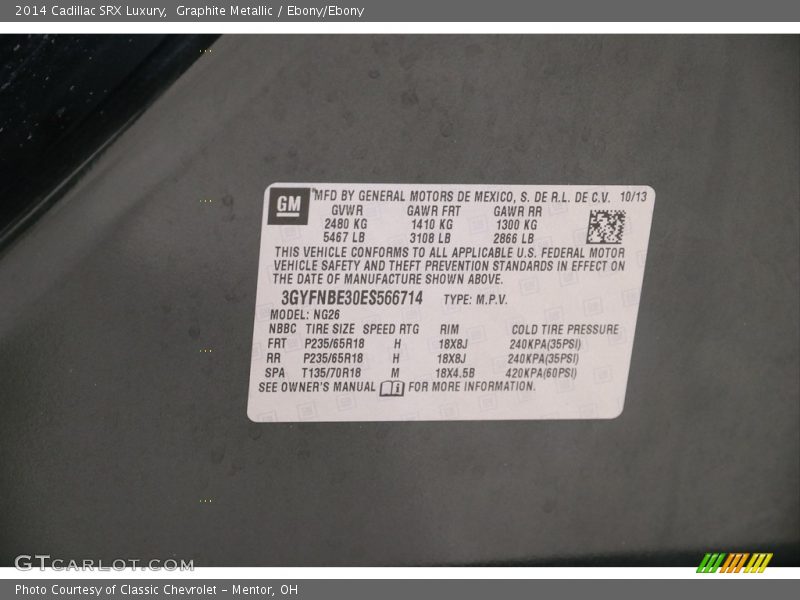 2014 Cadillac SRX Luxury,  Graphite Metallic / Ebony/Ebony
GM MFD BY GENERAL MOTORS DE MEXICO, S. DE R.L. DE C.V. 10/13
GVWR GAWR FRT GAWR RR
2480 KG 1410 KG 1300 KG
5467 LB 3108 LB 2866 LB
THIS VEHICLE CONFORMS TO ALL APPLICABLE U.S. FEDERAL MOTOR
VEHICLE SAFETY AND THEFT PREVENTION STANDARDS IN EFFECT ON
THE DATE OF MANUFACTURE SHOWN ABOVE.
3GYFNBE30ES566714 TYPE: M.P.V.
MODEL: NG26
NBBC TIRE SIZE SPEED RTG RIM COLD TIRE PRESSURE
FRT P235/65R18 H 18X8J 240KPA(35PSI)
RR P235/65R18 H 18X8J 240KPA(35PSI)
SPA T135/70R18 M 18X4.5B 420KPA(60PSI)
SEE OWNER'S MANUAL i FOR MORE INFORMATION.
GTCARLOT.COM
Photo Courtesy of Classic Chevrolet - Mentor, OH